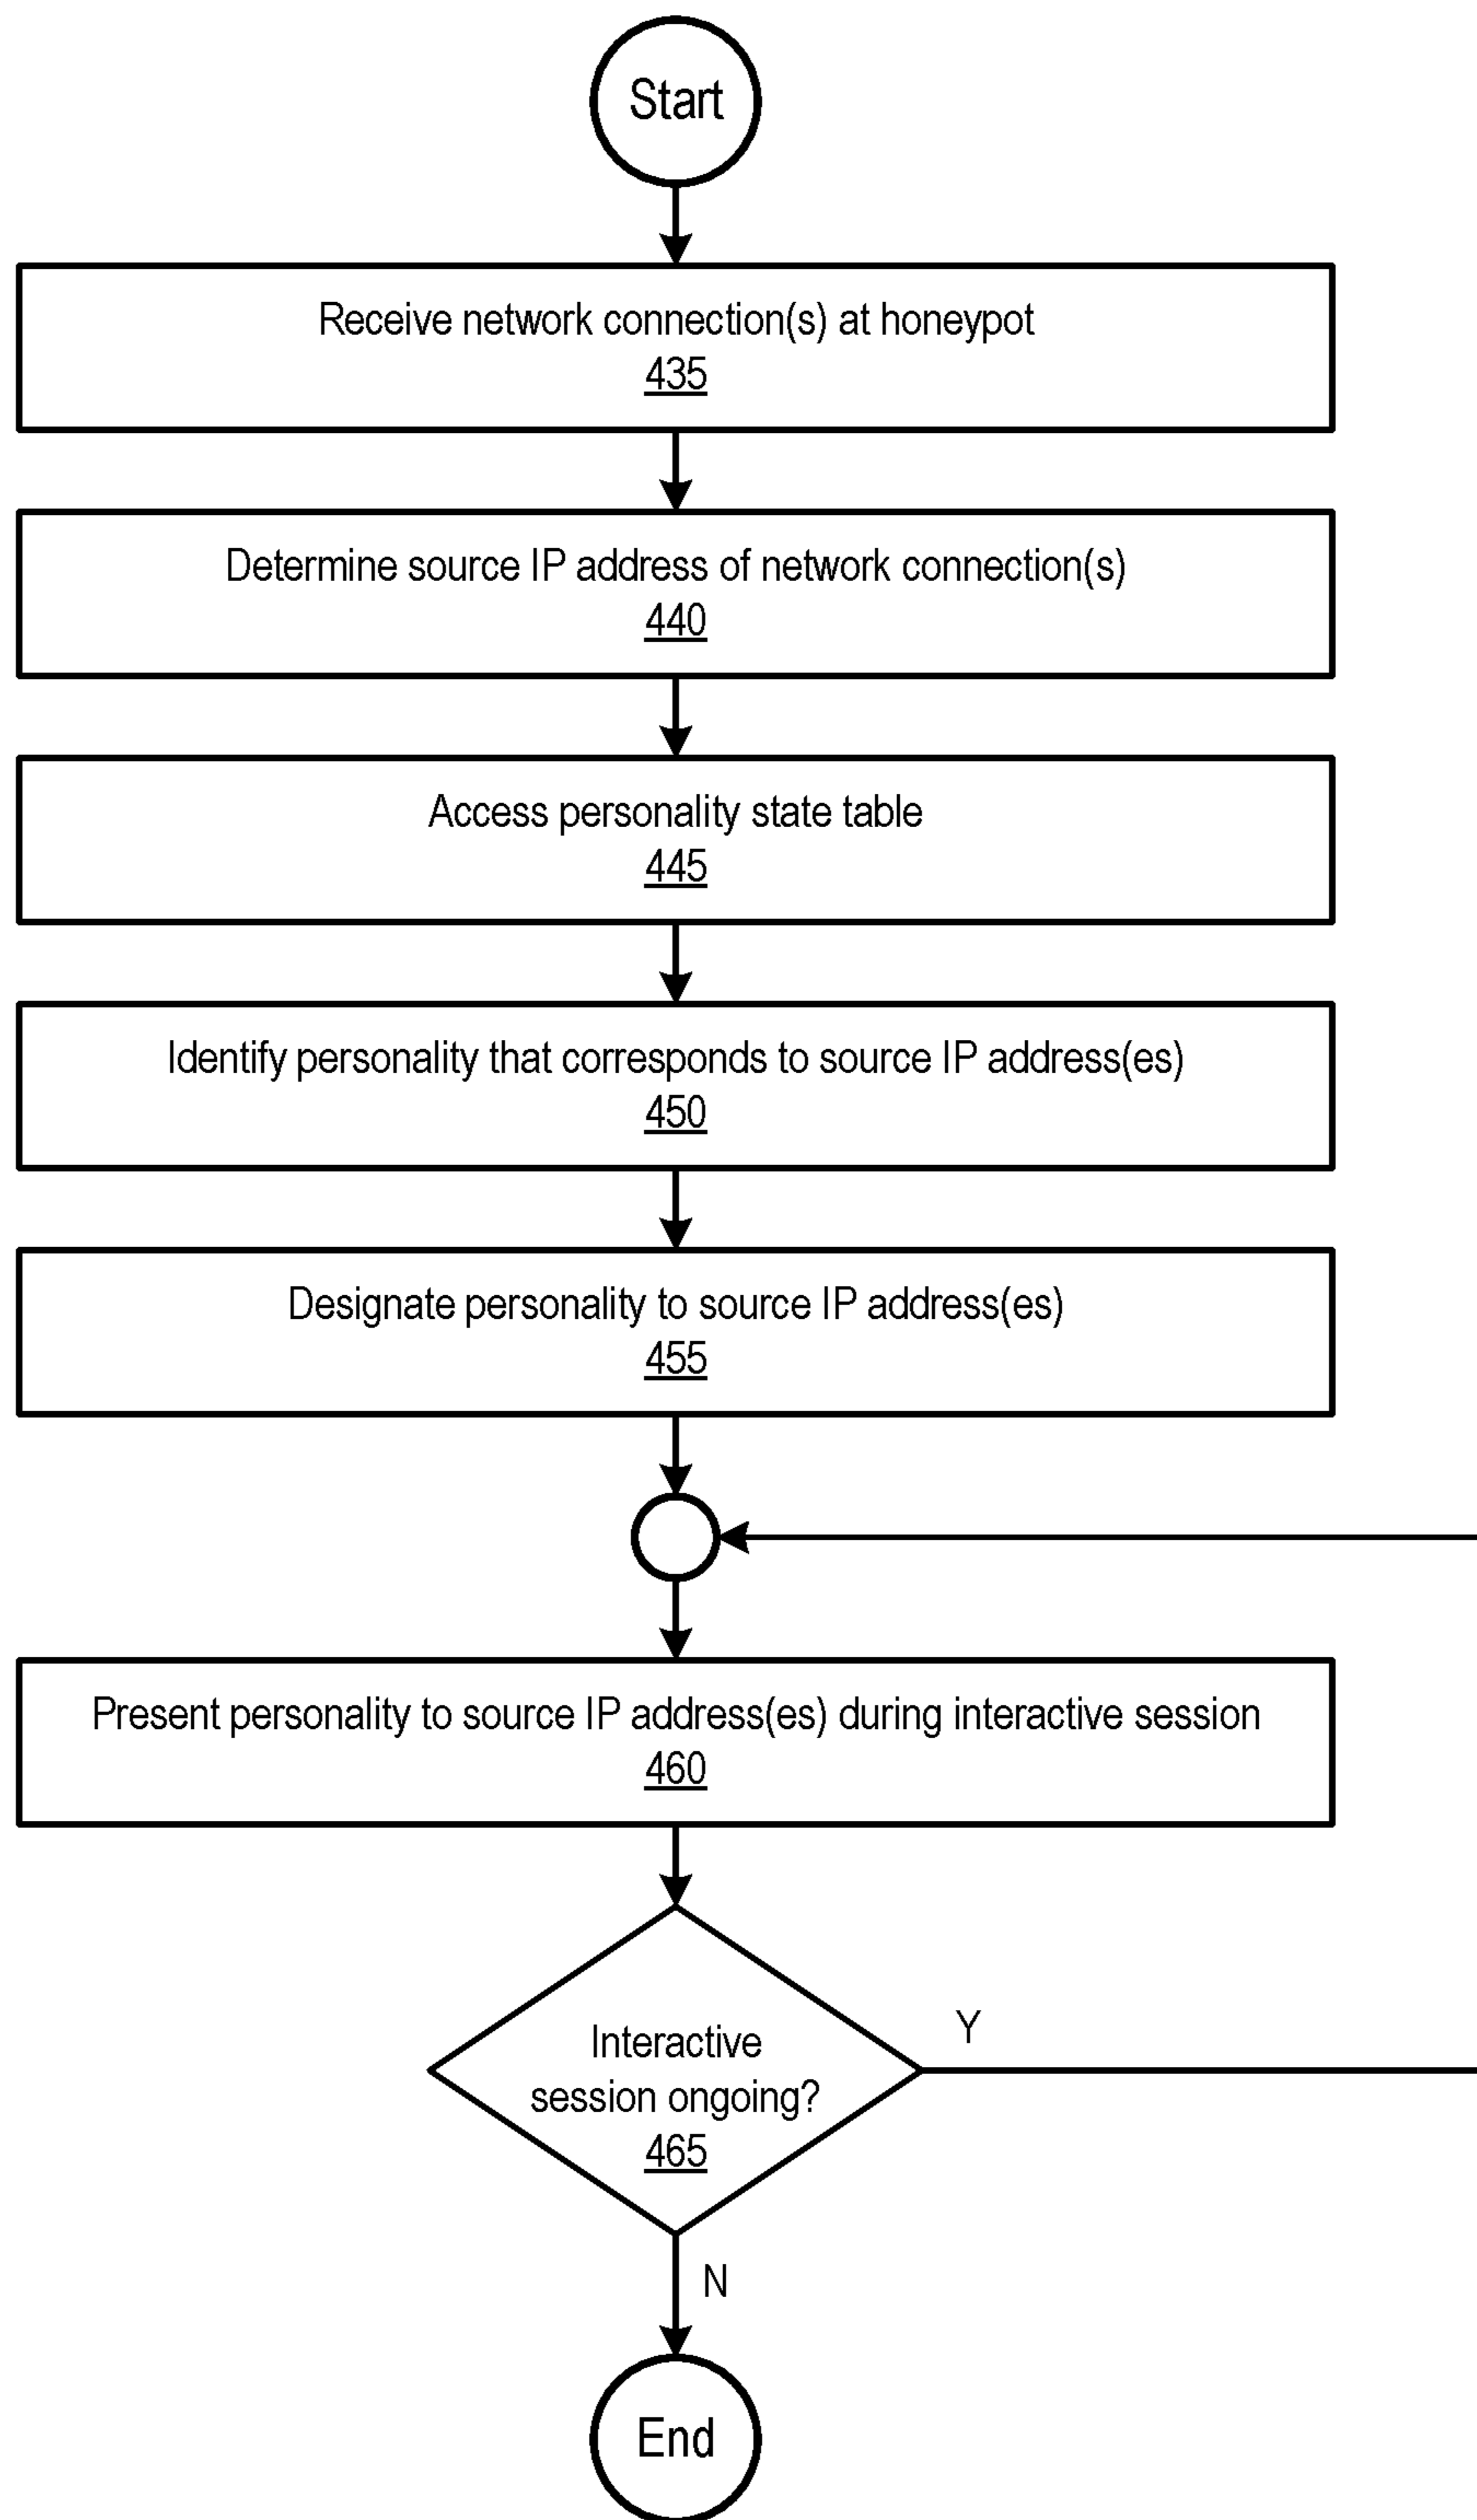 Start
Receive network connection(s) at honeypot
435
Determine source IP address of network connection(s)
440
Access personality state table
445
Identify personality that corresponds to source IP address(es)
450
Designate personality to source IP address(es)
455
Present personality to source IP address(es) during interactive session
460
Y
Interactive
session ongoing?
465
N
End